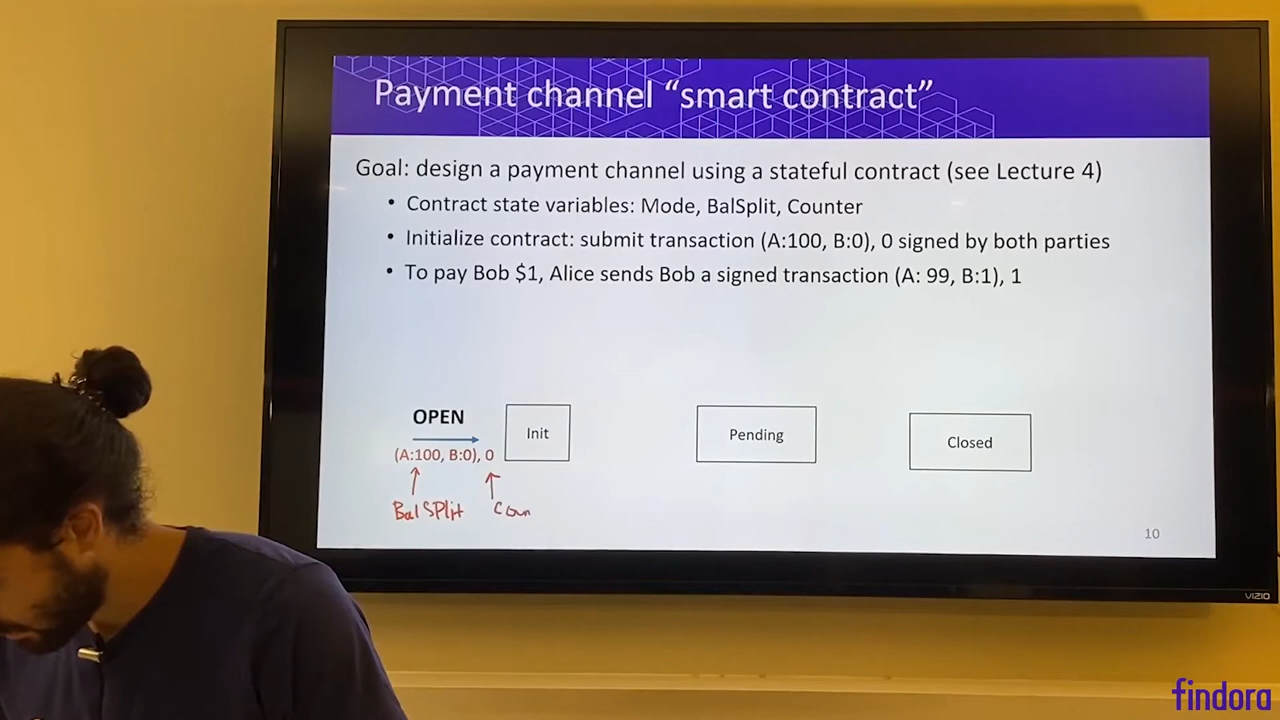 Payment channel “smart contract”
Goal: design a payment channel using a stateful contract (see Lecture 4)
• Contract state variables: Mode, BalSplit, Counter
• Initialize contract: submit transaction (A:100, B:0), 0 signed by both parties
• To pay Bob $1, Alice sends Bob a signed transaction (A: 99, B:1), 1
OPEN
(A:100, B:0), 0
Init
Pending
Closed
BalSPlit Coun
10
VIZIO
findora